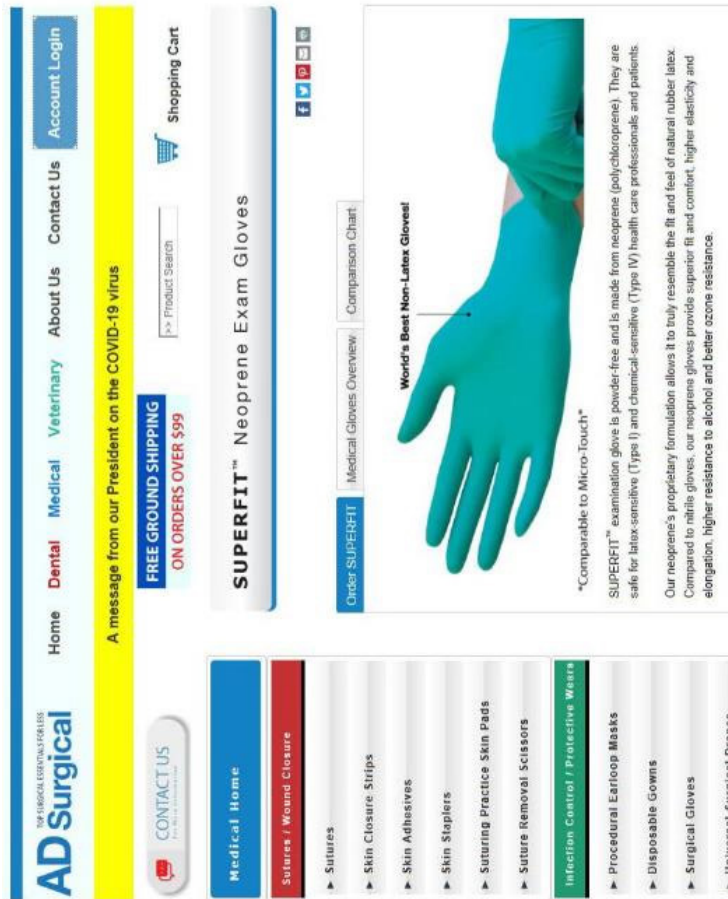 TOP SURGICAL ESSENTIALS FOR LESS
AD Surgical
Home Dental Medical Veterinary About Us Contact Us Account Login
A message from our President on the COVID-19 virus
CONTACT US
FREE GROUND SHIPPING
ON ORDERS OVER $99
>> Product Search
Shopping Cart
Medical Home
Sutures / Wound Closure
► Sutures
► Skin Closure Strips
► Skin Adhesives
► Skin Staplers
► Suturing Practice Skin Pads
► Suture Removal Scissors
Infection Control / Protective Wears
► Procedural Earloop Masks
► Disposable Gowns
► Surgical Gloves
SUPERFIT™ Neoprene Exam Gloves
Order SUPERFIT Medical Gloves Overview Comparison Chart
World's Best Non-Latex Gloves!
*Comparable to Micro-Touch*
SUPERFIT™ examination glove is powder-free and is made from neoprene (polychloroprene). They are
safe for latex-sensitive (Type I) and chemical-sensitive (Type IV) health care professionals and patients.
Our neoprene's proprietary formulation allows it to truly resemble the fit and feel of natural rubber latex.
Compared to nitrile gloves, our neoprene gloves provide superior fit and comfort, higher elasticity and
elongation, higher resistance to alcohol and better ozone resistance.